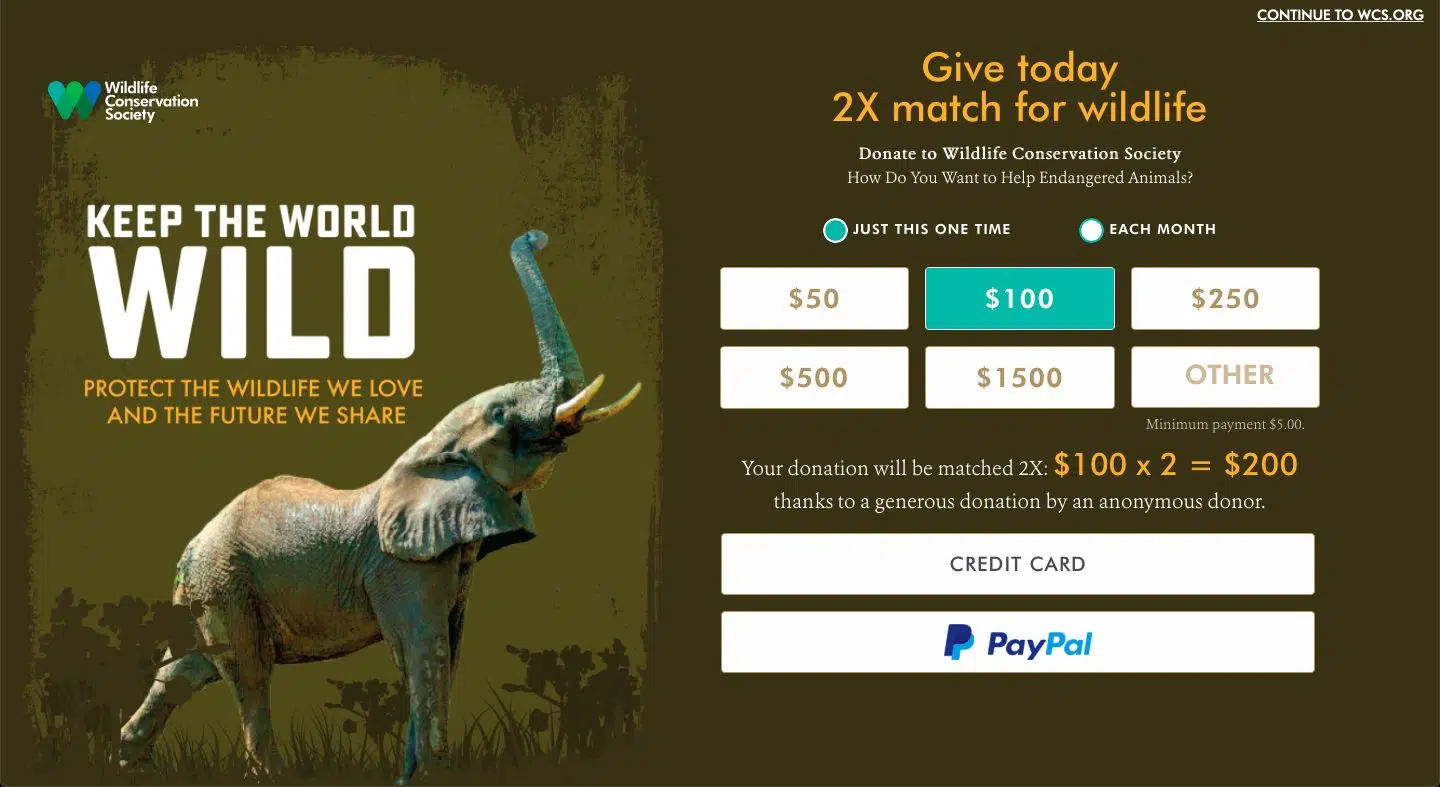 CONTINUE TO WCS.ORG
Wildlife
Conservation
Society
KEEP THE WORLD
WILD
PROTECT THE WILDLIFE WE LOVE
AND THE FUTURE WE SHARE
Give today
2X match for wildlife
Donate to Wildlife Conservation Society
How Do You Want to Help Endangered Animals?
JUST THIS ONE TIME EACH MONTH
$50 $100 $250
$500 $1500 OTHER
Minimum payment $5.00.
Your donation will be matched 2X: $100 x 2 = $200
thanks to a generous donation by an anonymous donor.
CREDIT CARD
PayPal